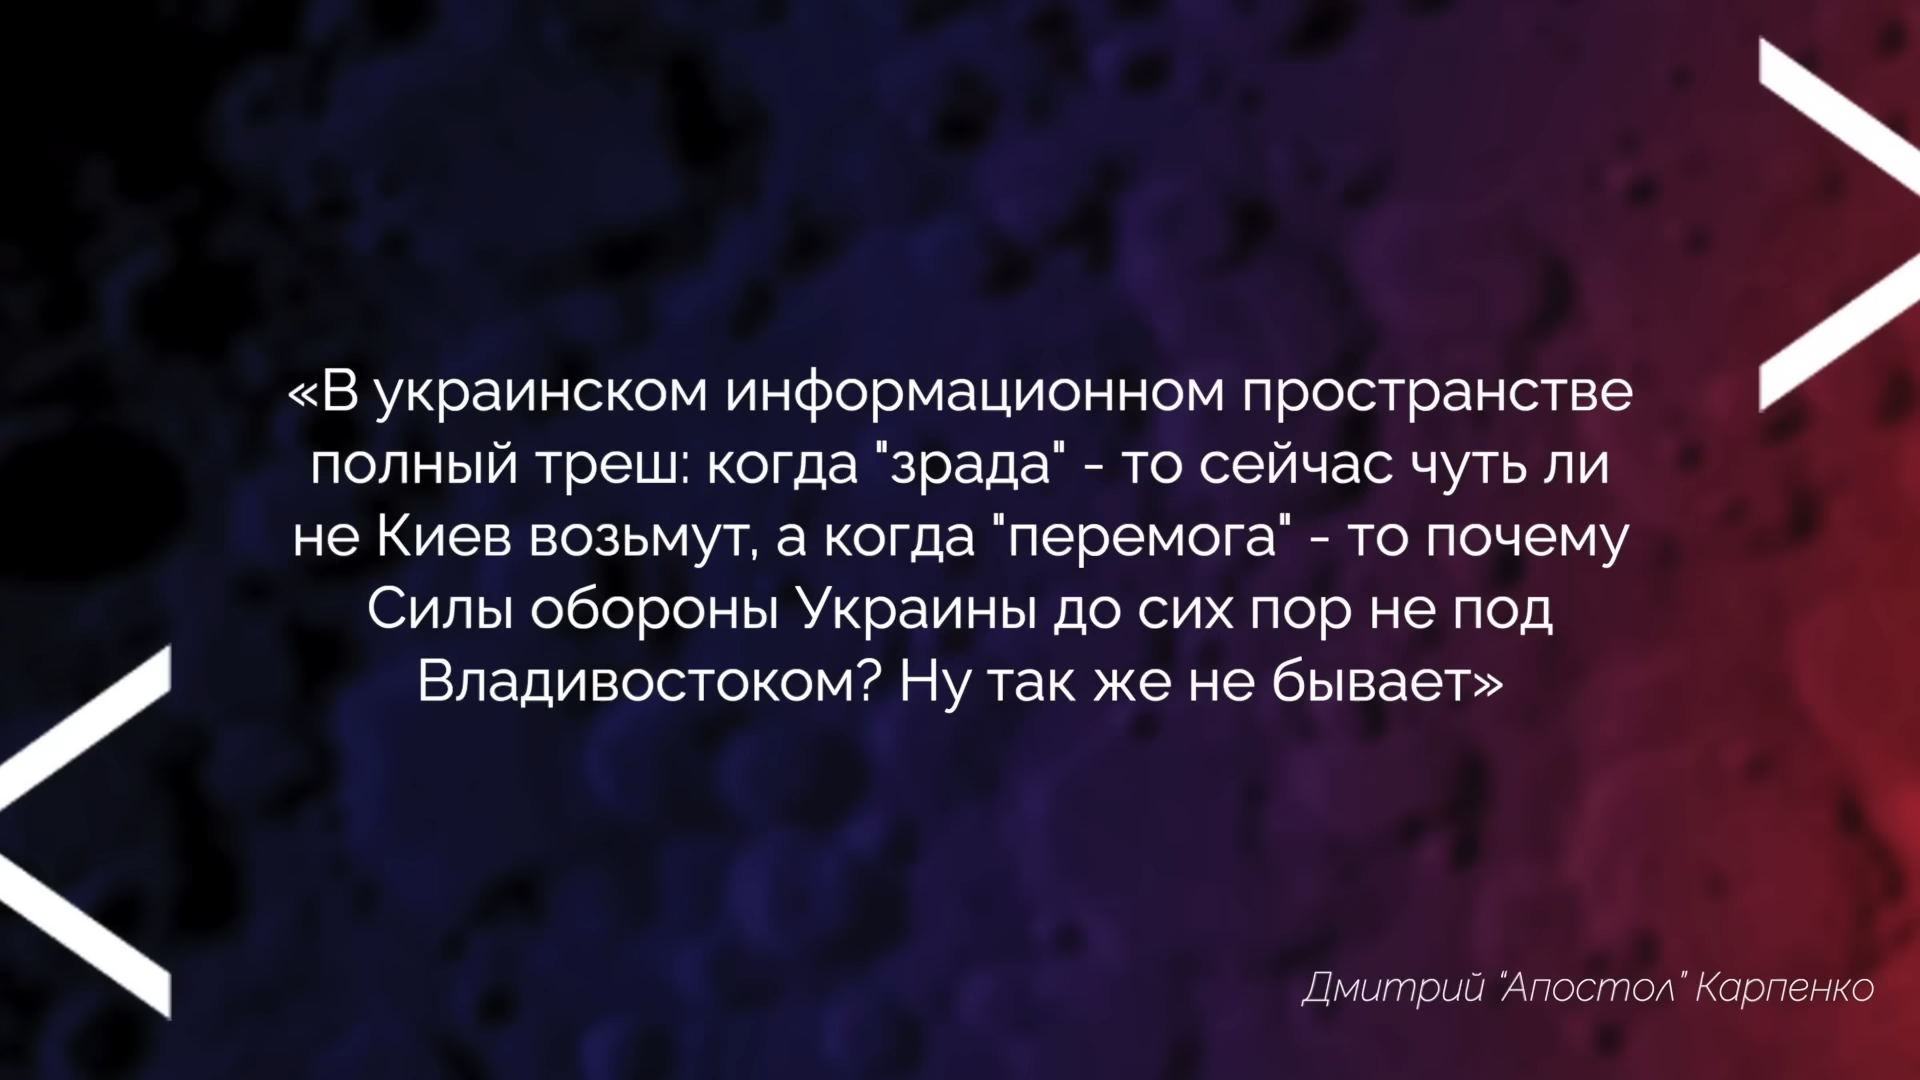 «В украинском информационном пространстве
полный треш: когда "зрада" - то сейчас чуть ли
не Киев возьмут, а когда "перемога" - то почему
Силы обороны Украины до сих пор не под
Владивостоком? Ну так же не бывает»
Дмитрий "Апостол" Карпенко